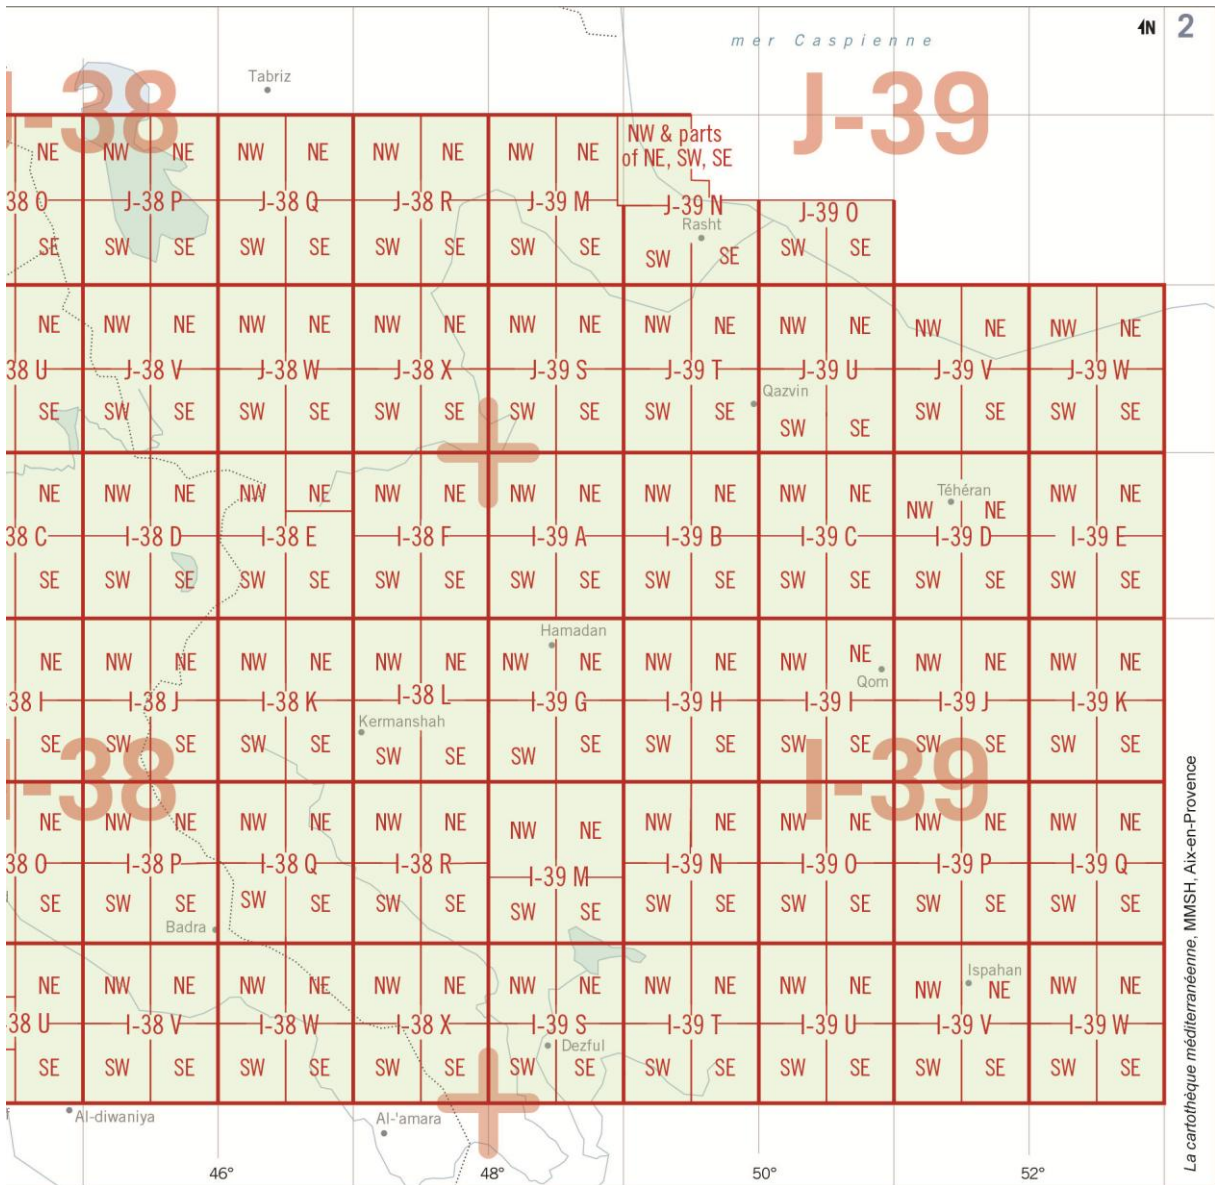 N 2
mer Caspienne
J-38 J-39
Tabriz
NW & parts
of NE, SW, SE
NE NW NE NW NE NW NE NW NE
38 O J-38 P J-38 Q J-38 R J-39 M J-39 N J-39 O
Rasht
SE SW SE SW SE SW SE SW SE SW SE SW SE
NE NW NE NW NE NW NE NW NE NW NE NW NE NW NE NW NE
38 U J-38 V J-38 W J-38 X J-39 S J-39 T J-39 U J-39 V J-39 W
Qazvin
SE SW SE SW SE SW SE SW SE SW SE SW SE SW SE SW SE
NE NW NE NW NE NW NE NW NE NW NE NW NE NW NE NW NE
Téhéran
38 C I-38 D I-38 E I-38 F I-39 A I-39 B I-39 C I-39 D I-39 E
SE SW SE SW SE SW SE SW SE SW SE SW SE SW SE SW SE
Hamadan
NE NW NE NW NE NW NE NW NE NW NE NW NE NW NE NW NE
Qom
38 I I-38 J I-38 K I-38 L I-39 G I-39 H I-39 I I-39 J I-39 K
Kermanshah
SE SW SE SW SE SW SE SW SE SW SE SW SE SW SE SW SE
I-38 I-39
NE NW NE NW NE NW NE NW NE NW NE NW NE NW NE NW NE
38 O I-38 P I-38 Q I-38 R I-39 M I-39 N I-39 O I-39 P I-39 Q
SE SW SE SW SE SW SE SW SE SW SE SW SE SW SE SW SE
Badra
Ispahan
NE NW NE NW NE NW NE NW NE NW NE NW NE NW NE NW NE
38 U I-38 V I-38 W I-38 X I-39 S I-39 T I-39 U I-39 V I-39 W
Dezful
SE SW SE SW SE SW SE SW SE SW SE SW SE SW SE SW SE
Al-diwaniya Al-'amara
46° 48° 50° 52°
La cartothèque méditerranéenne, MMSH, Aix-en-Provence